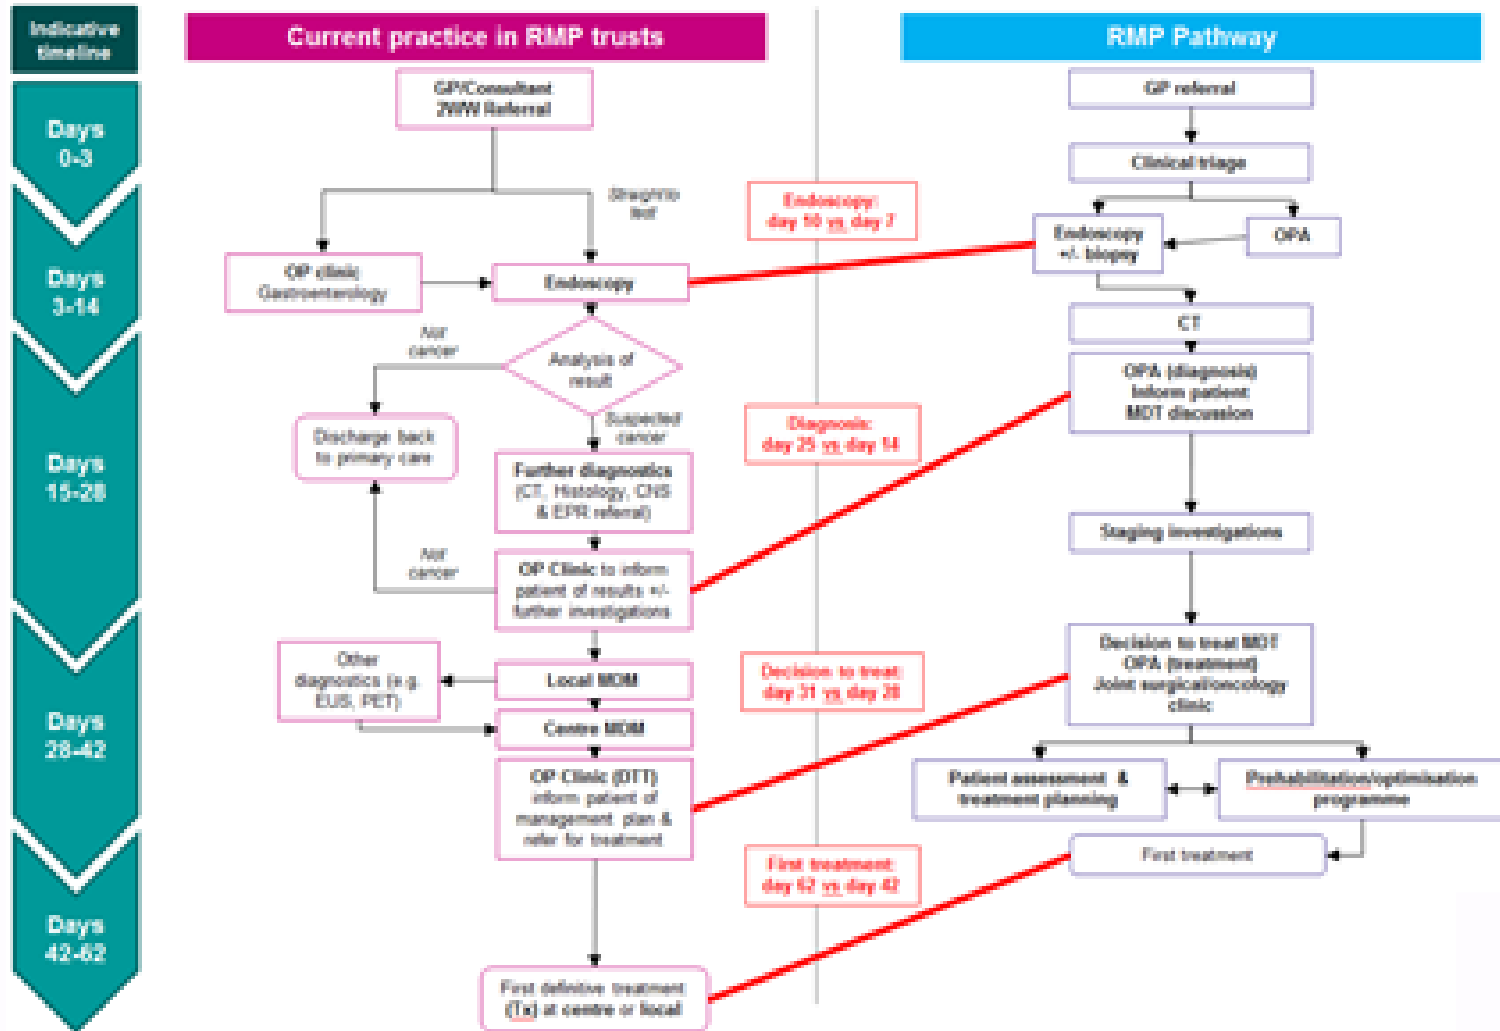 Indicative
timeline
Current practice in RMP trusts
RMP Pathway
Days
0-3
Days
3-14
Days
15-28
Days
28-42
Days
42-62
GP/Consultant
2WW Referral
Straight to
test
OP clinic
Gastroenterology
Endoscopy
Not
cancer
Analysis of
result
Suspected
cancer
Discharge back
to primary care
Further diagnostics
(CT, Histology, CNS
& EPR referral)
Not
cancer
OP Clinic to inform
patient of results +/-
further investigations
Other
diagnostics (e.g.
EUS, PET)
Local MDM
Centre MDM
OP Clinic (DTT)
inform patient of
management plan &
refer for treatment
First definitive treatment
(Tx) at centre or local
Endoscopy:
day 10 vs day 7
Diagnosis:
day 25 vs day 14
Decision to treat:
day 31 vs day 28
First treatment:
day 62 vs day 42
GP referral
Clinical triage
Endoscopy
+/- biopsy
OPA
CT
OPA (diagnosis)
Inform patient
MDT discussion
Staging investigations
Decision to treat MDT
OPA (treatment)
Joint surgical/oncology
clinic
Patient assessment &
treatment planning
Prehabilitation/optimisation
programme
First treatment